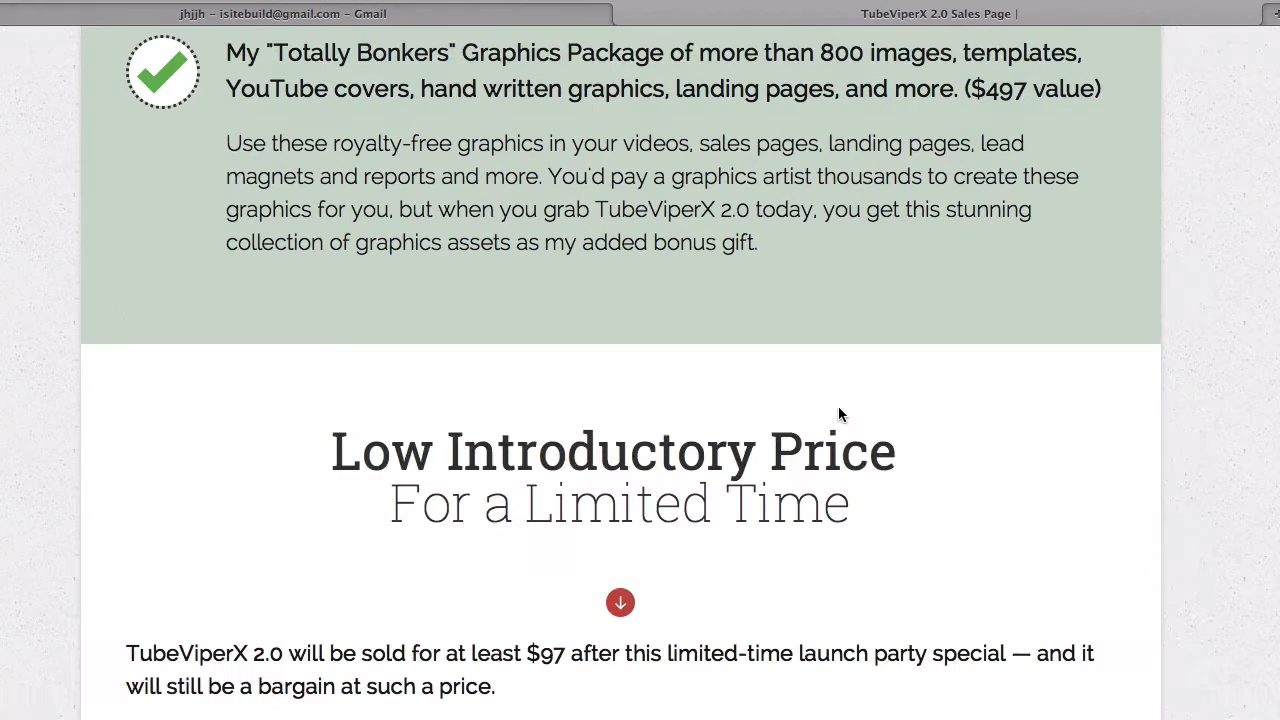 jhjjh – isitebuild@gmail.com – Gmail
TubeViperX 2.0 Sales Page |
My "Totally Bonkers" Graphics Package of more than 800 images, templates,
YouTube covers, hand written graphics, landing pages, and more. ($497 value)
Use these royalty-free graphics in your videos, sales pages, landing pages, lead
magnets and reports and more. You'd pay a graphics artist thousands to create these
graphics for you, but when you grab TubeViperX 2.0 today, you get this stunning
collection of graphics assets as my added bonus gift.
Low Introductory Price
For a Limited Time
TubeViperX 2.0 will be sold for at least $97 after this limited-time launch party special — and it
will still be a bargain at such a price.